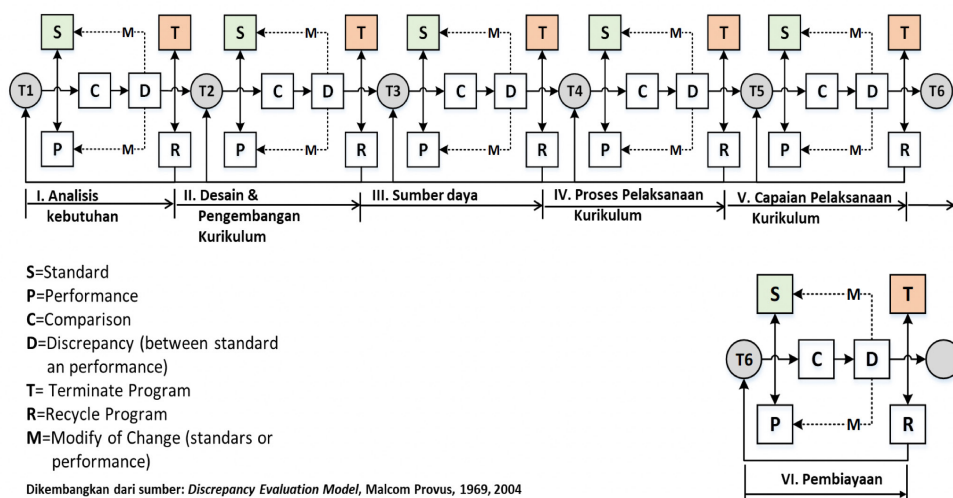 S M T S M T S M T S M T S M T
T1 C D T2 C D T3 C D T4 C D T5 C D T6
P M R P M R P M R P M R P M R
I. Analisis
kebutuhan
II. Desain &
Pengembangan
Kurikulum
III. Sumber daya
IV. Proses Pelaksanaan
Kurikulum
V. Capaian Pelaksanaan
Kurikulum
S=Standard
P=Performance
C=Comparison
D=Discrepancy (between standard
an performance)
T= Terminate Program
R=Recycle Program
M=Modify of Change (standars or
performance)
Dikembangkan dari sumber: Discrepancy Evaluation Model, Malcom Provus, 1969, 2004
S M T
T6 C D
P M R
VI. Pembiayaan